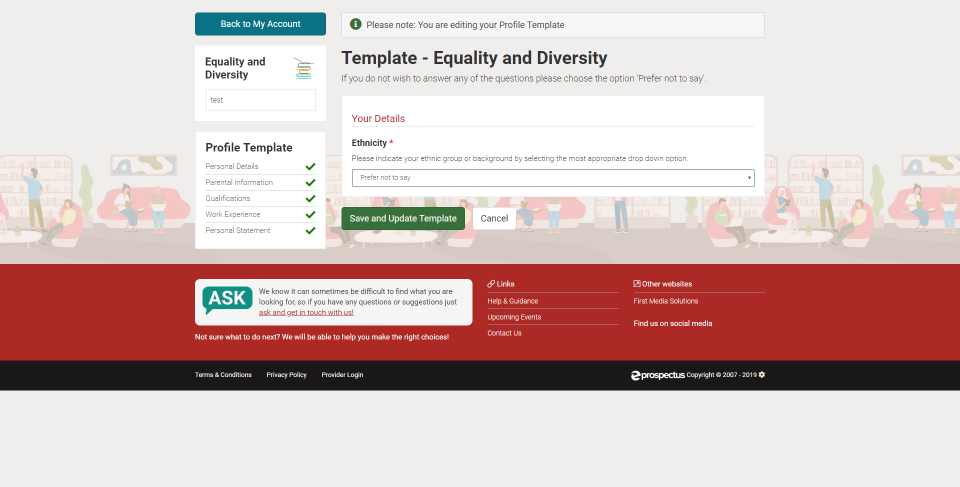 Back to My Account
Please note: You are editing your Profile Template
Equality and
Diversity
test
Template - Equality and Diversity
If you do not wish to answer any of the questions please choose the option 'Prefer not to say'.
Your Details
Ethnicity *
Please indicate your ethnic group or background by selecting the most appropriate drop down option.
Prefer not to say
Profile Template
Personal Details
Parental Information
Qualifications
Work Experience
Personal Statement
Save and Update Template
Cancel
ASK
We know it can sometimes be difficult to find what you are
looking for, so if you have any questions or suggestions just
ask and get in touch with us!
Not sure what to do next? We will be able to help you make the right choices!
Links
Help & Guidance
Upcoming Events
Contact Us
Other websites
First Media Solutions
Find us on social media
Terms & Conditions
Privacy Policy
Provider Login
eprospectus Copyright © 2007 - 2019